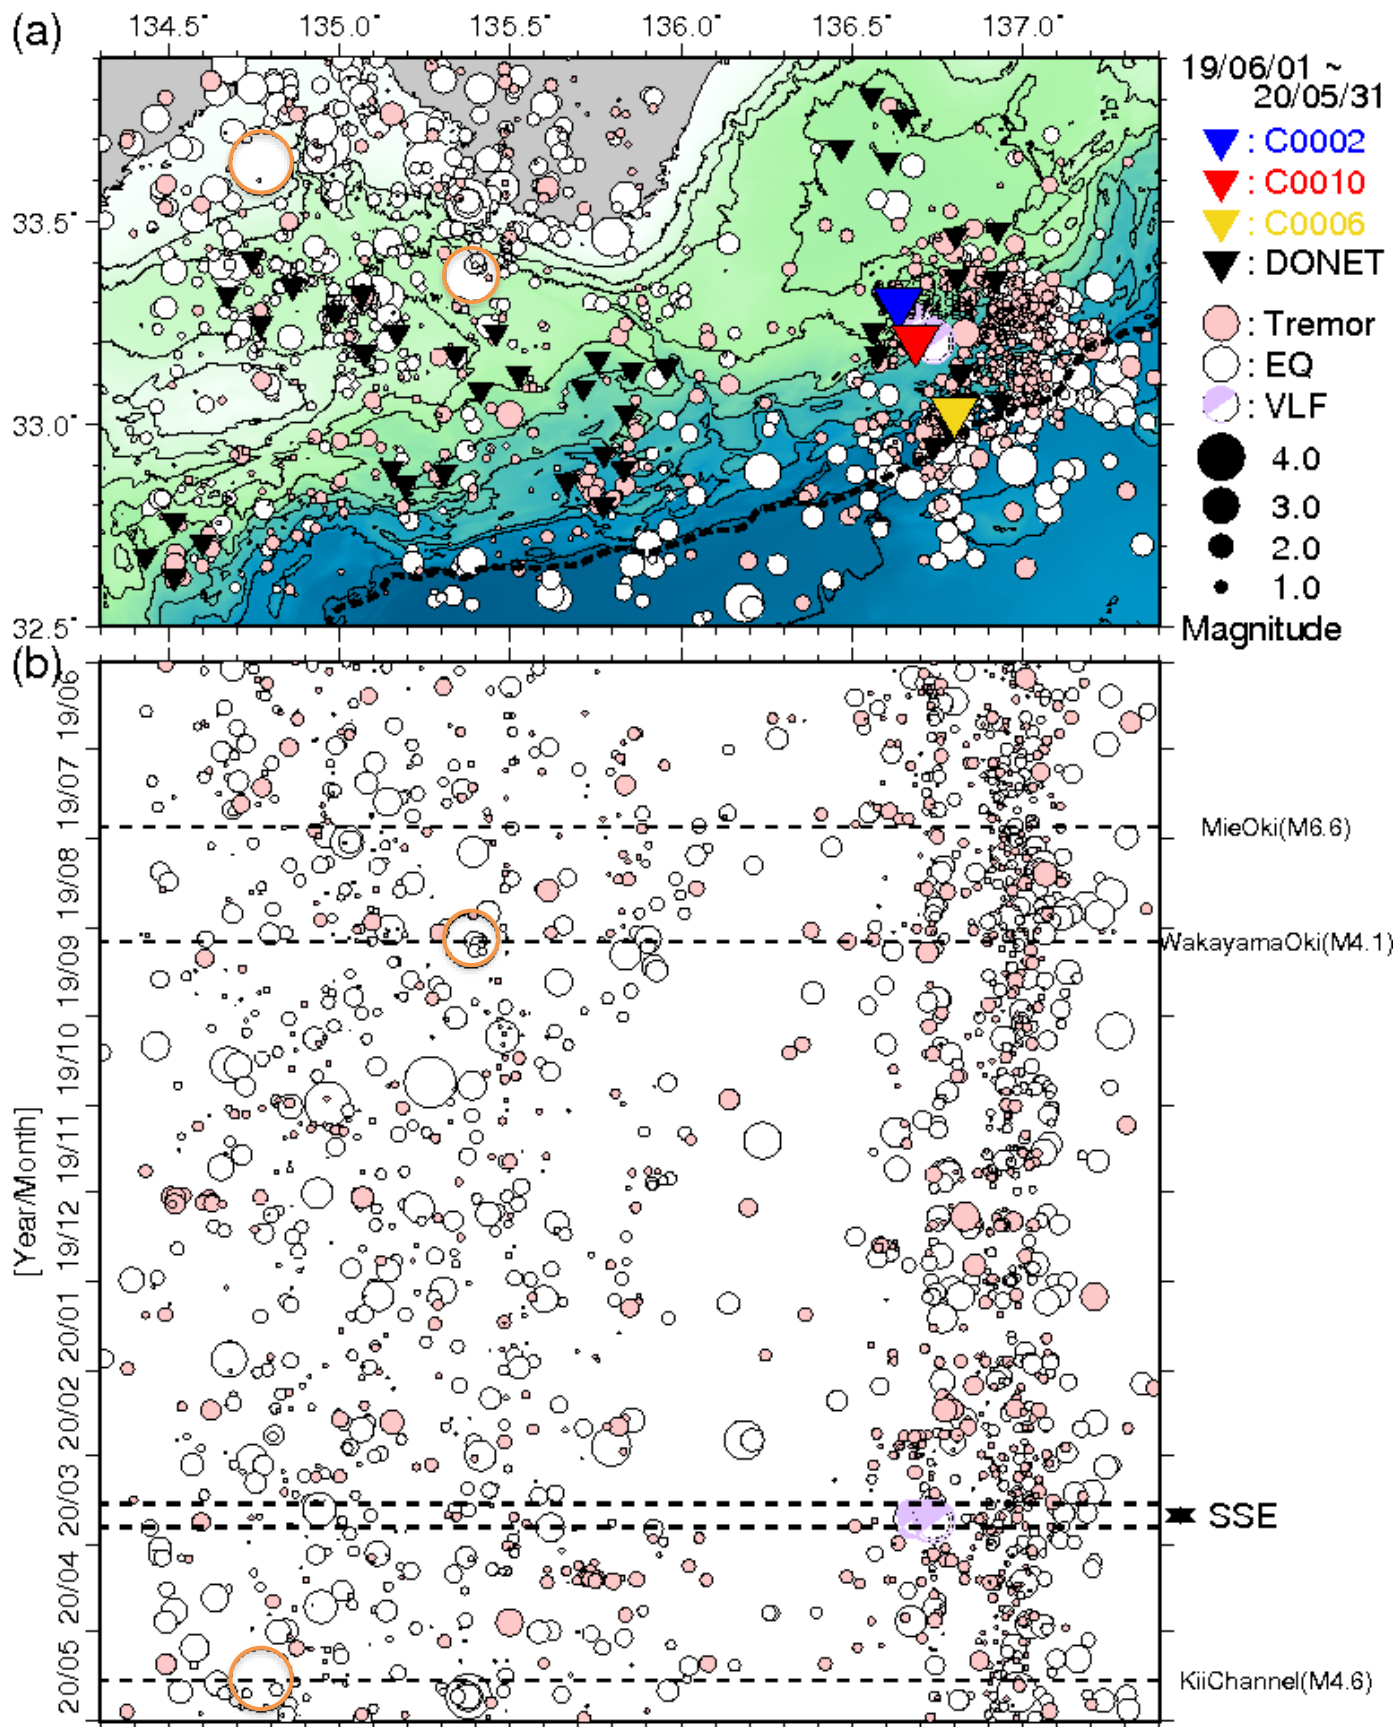 (a)
134.5° 135.0° 135.5° 136.0° 136.5° 137.0°
33.5°
33.0°
32.5°
19/06/01 ~
20/05/31
: C0002
: C0010
: C0006
: DONET
: Tremor
: EQ
: VLF
4.0
3.0
2.0
1.0
Magnitude
(b)
[Year/Month]
19/06
19/07
19/08
19/09
19/10
19/11
19/12
20/01
20/02
20/03
20/04
20/05
MieOki(M6.6)
WakayamaOki(M4.1)
SSE
KiiChannel(M4.6)